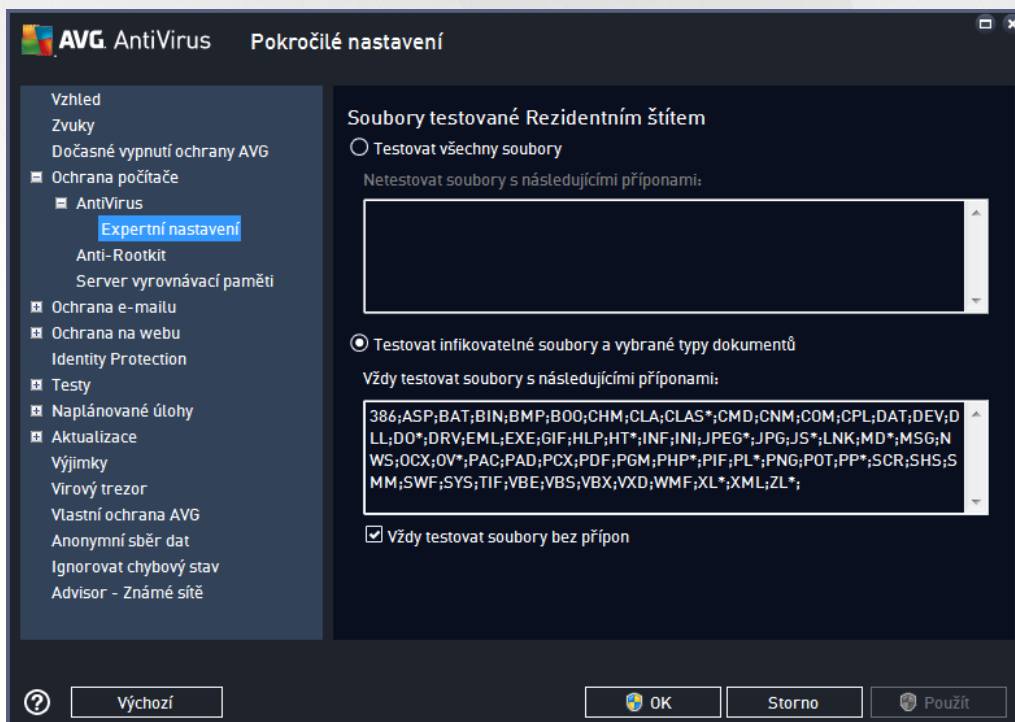 AVG. AntiVirus Pokročilé nastavení
Vzhled
Zvuky
Dočasné vypnutí ochrany AVG
Ochrana počítače
AntiVirus
Expertní nastavení
Anti-Rootkit
Server vyrovnávací paměti
Ochrana e-mailu
Ochrana na webu
Identity Protection
Testy
Naplánované úlohy
Aktualizace
Výjimky
Virový trezor
Vlastní ochrana AVG
Anonymní sběr dat
Ignorovat chybový stav
Advisor - Známé sítě
Soubory testované Rezidentním štítem
Testovat všechny soubory
Netestovat soubory s následujícími příponami:
Testovat infikovatelné soubory a vybrané typy dokumentů
Vždy testovat soubory s následujícími příponami:
386;ASP;BAT;BIN;BMP;BOO;CHM;CLA;CLAS*;CMD;CNM;COM;CPL;DAT;DEV;D
LL;DO*;DRV;EML;EXE;GIF;HLP;HT*;INF;INI;JPEG*;JPG;JS*;LNK;MD*;MSG;N
WS;OCX;OV*;PAC;PAD;PCX;PDF;PGM;PHP*;PIF;PL*;PNG;POT;PP*;SCR;SHS;S
MM;SWF;SYS;TIF;VBE;VBS;VBX;VXD;WMF;XL*;XML;ZL*;
Vždy testovat soubory bez přípon
Výchozí
OK
Storno
Použít